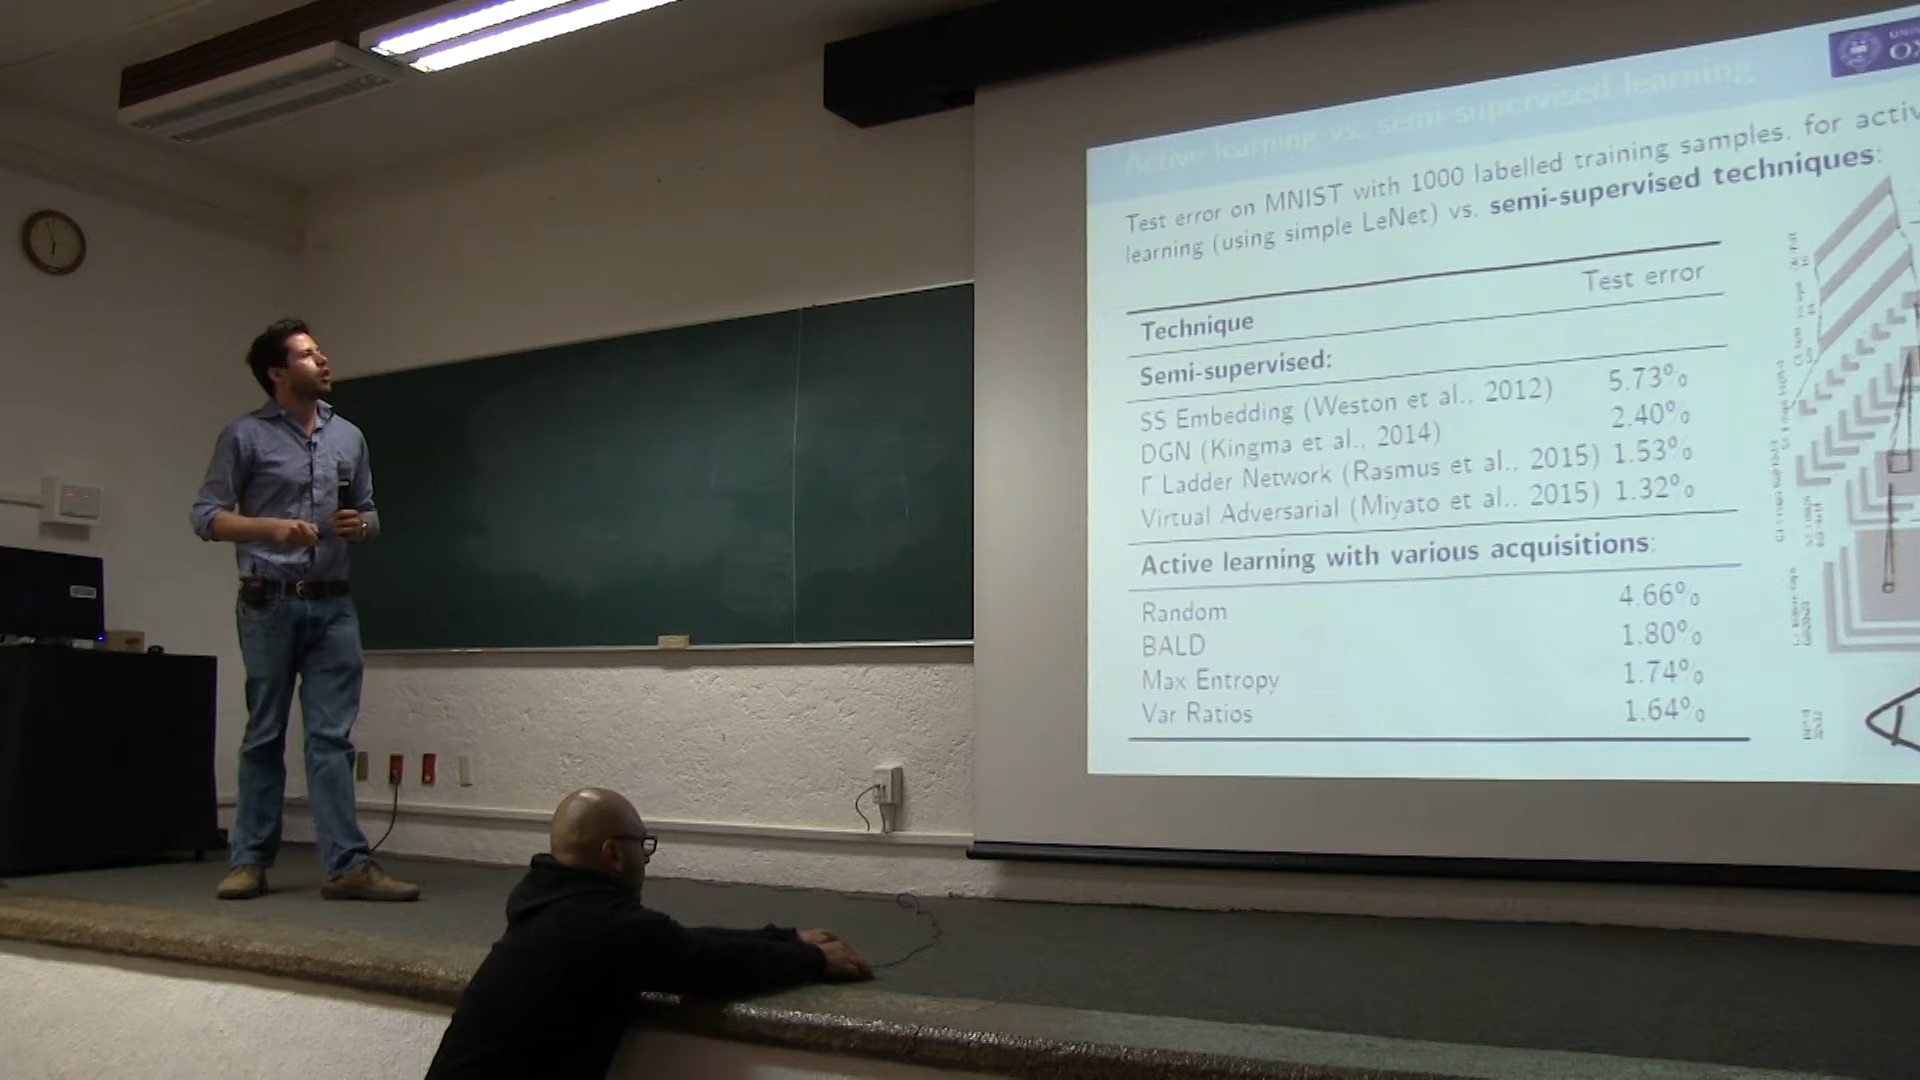 Active learning vs. semi-supervised learning
Test error on MNIST with 1000 labelled training samples, for
learning (using simple LeNet) vs. semi-supervised techniques:
Technique Test error
Semi-supervised:
SS Embedding (Weston et al., 2012) 5.73%
DGN (Kingma et al., 2014) 2.40%
Γ Ladder Network (Rasmus et al., 2015) 1.53%
Virtual Adversarial (Miyato et al., 2015) 1.32%
Active learning with various acquisitions:
Random 4.66%
BALD 1.80%
Max Entropy 1.74%
Var Ratios 1.64%